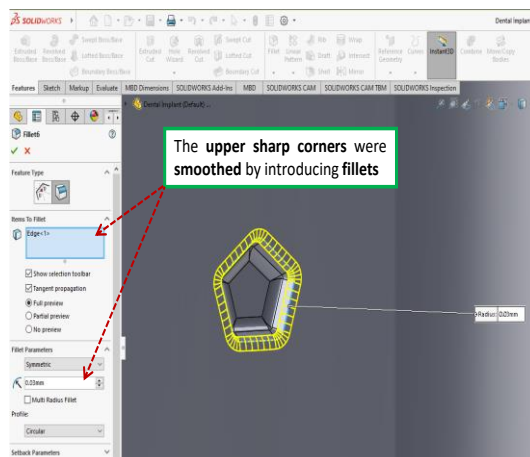 SOLIDWORKS
Dental Im
Extruded Boss/Base
Revolved Boss/Base
Swept Boss/Base
Lofted Boss/Base
Boundary Boss/Base
Extruded Cut
Hole Wizard
Revolved Cut
Swept Cut
Lofted Cut
Boundary Cut
Fillet
Linear Pattern
Rib
Draft
Shell
Wrap
Intersect
Mirror
Reference Geometry
Curves
Instant3D
Combine
Move/Copy Bodies
Features Sketch Markup Evaluate MBD Dimensions SOLIDWORKS Add-Ins MBD SOLIDWORKS CAM SOLIDWORKS CAM TBM SOLIDWORKS Inspection
Dental Implant (Default) ...
Fillet6
The upper sharp corners were
smoothed by introducing fillets
Feature Type
Items To Fillet
Edge<1>
Show selection toolbar
Tangent propagation
Full preview
Partial preview
No preview
Radius: 0.03mm
Fillet Parameters
Symmetric
0.03mm
Multi Radius Fillet
Profile:
Circular
Setback Parameters